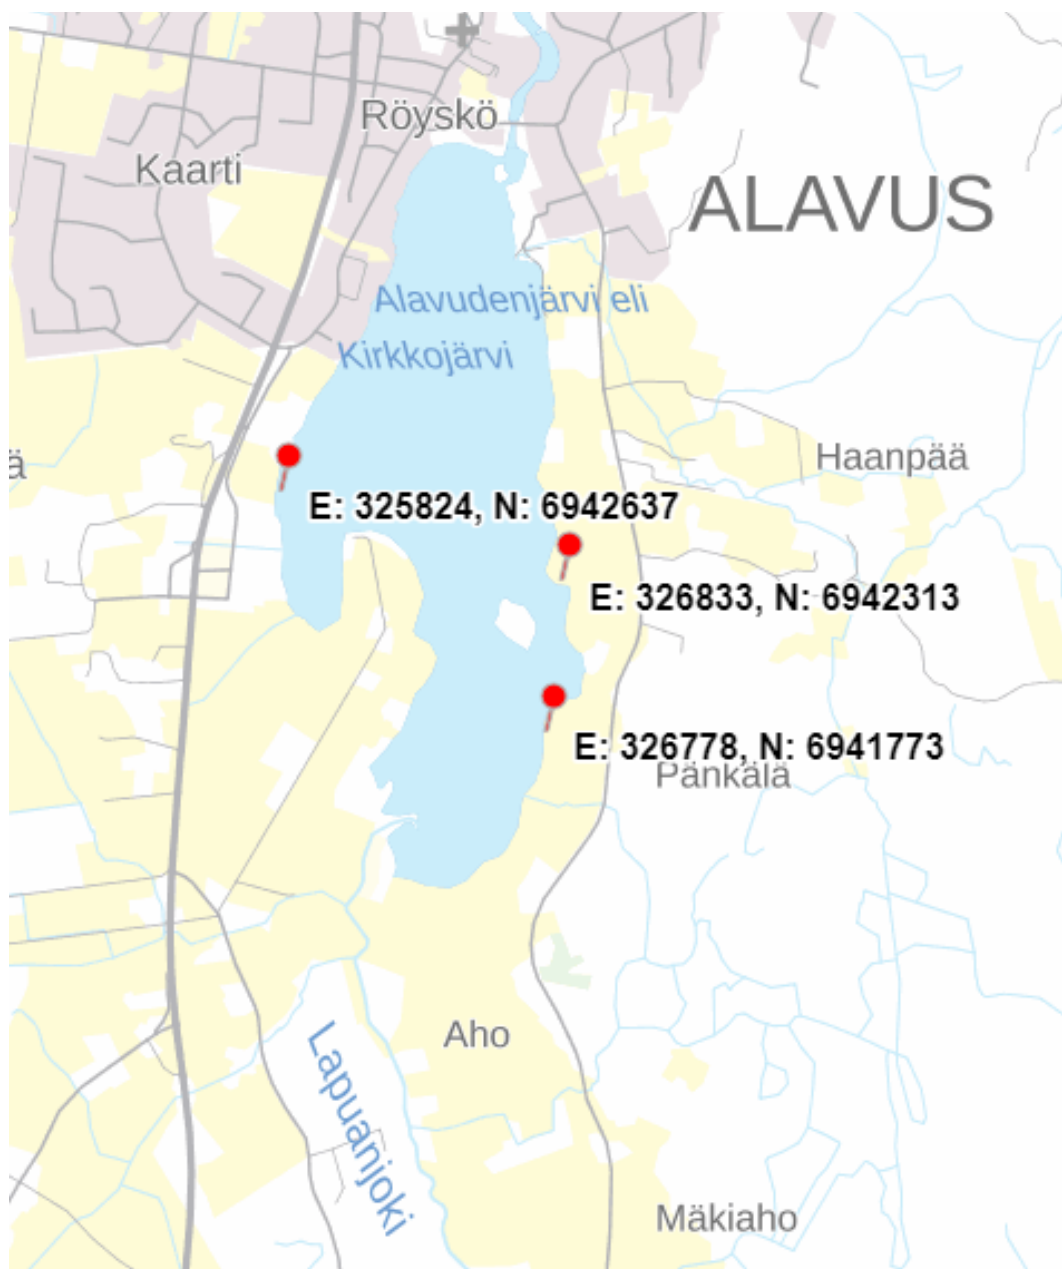 Röyskö
Kaarti
ALAVUS
Alavudenjärvi eli
Kirkkojärvi
Haanpää
ä
E: 325824, N: 6942637
E: 326833, N: 6942313
E: 326778, N: 6941773
Pänkälä
Aho
Lapuanjoki
Mäkiaho